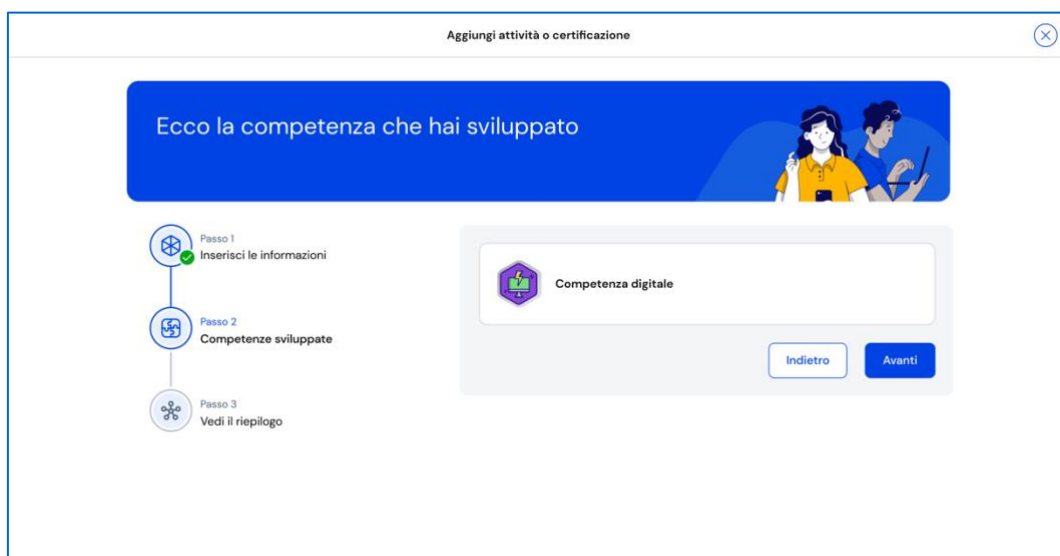 Aggiungi attività o certificazione
Ecco la competenza che hai sviluppato
Passo 1
Inserisci le informazioni
Passo 2
Competenze sviluppate
Passo 3
Vedi il riepilogo
Competenza digitale
Indietro
Avanti